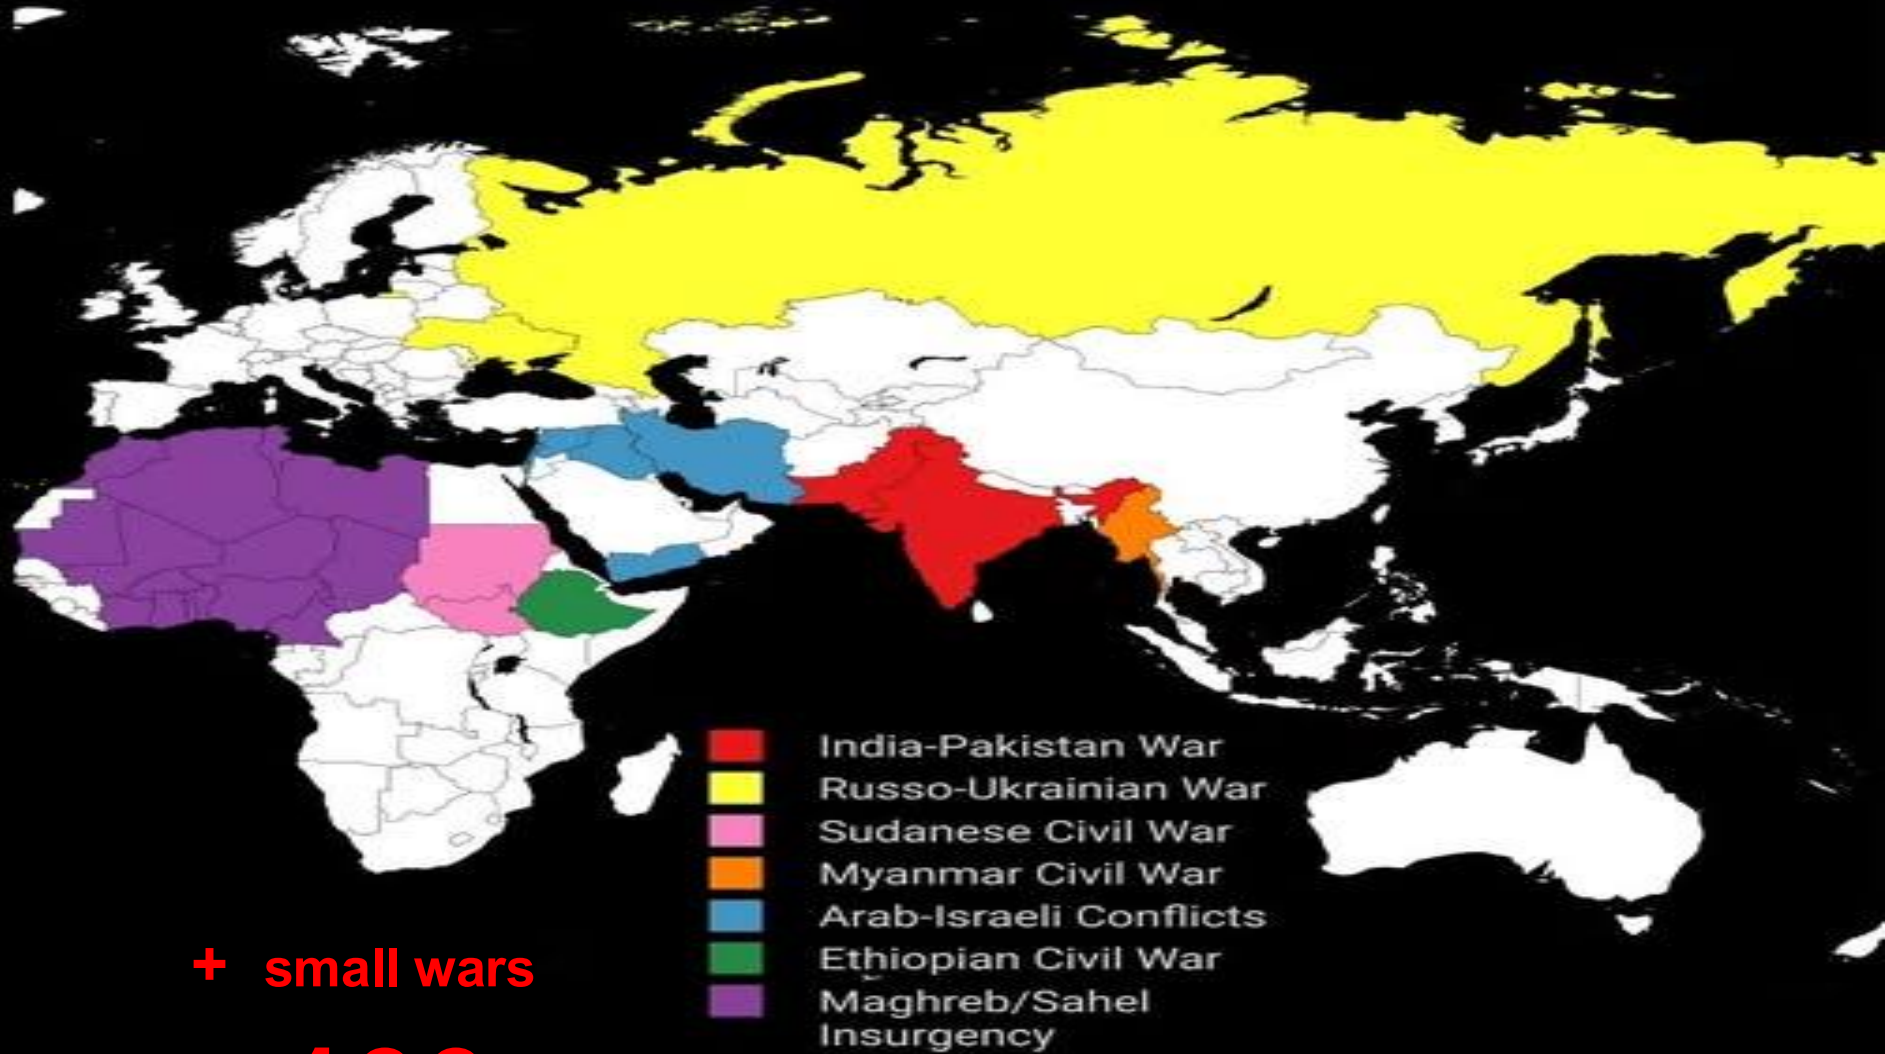 India-Pakistan War
Russo-Ukrainian War
Sudanese Civil War
Myanmar Civil War
Arab-Israeli Conflicts
Ethiopian Civil War
Maghreb/Sahel
Insurgency
+ small wars